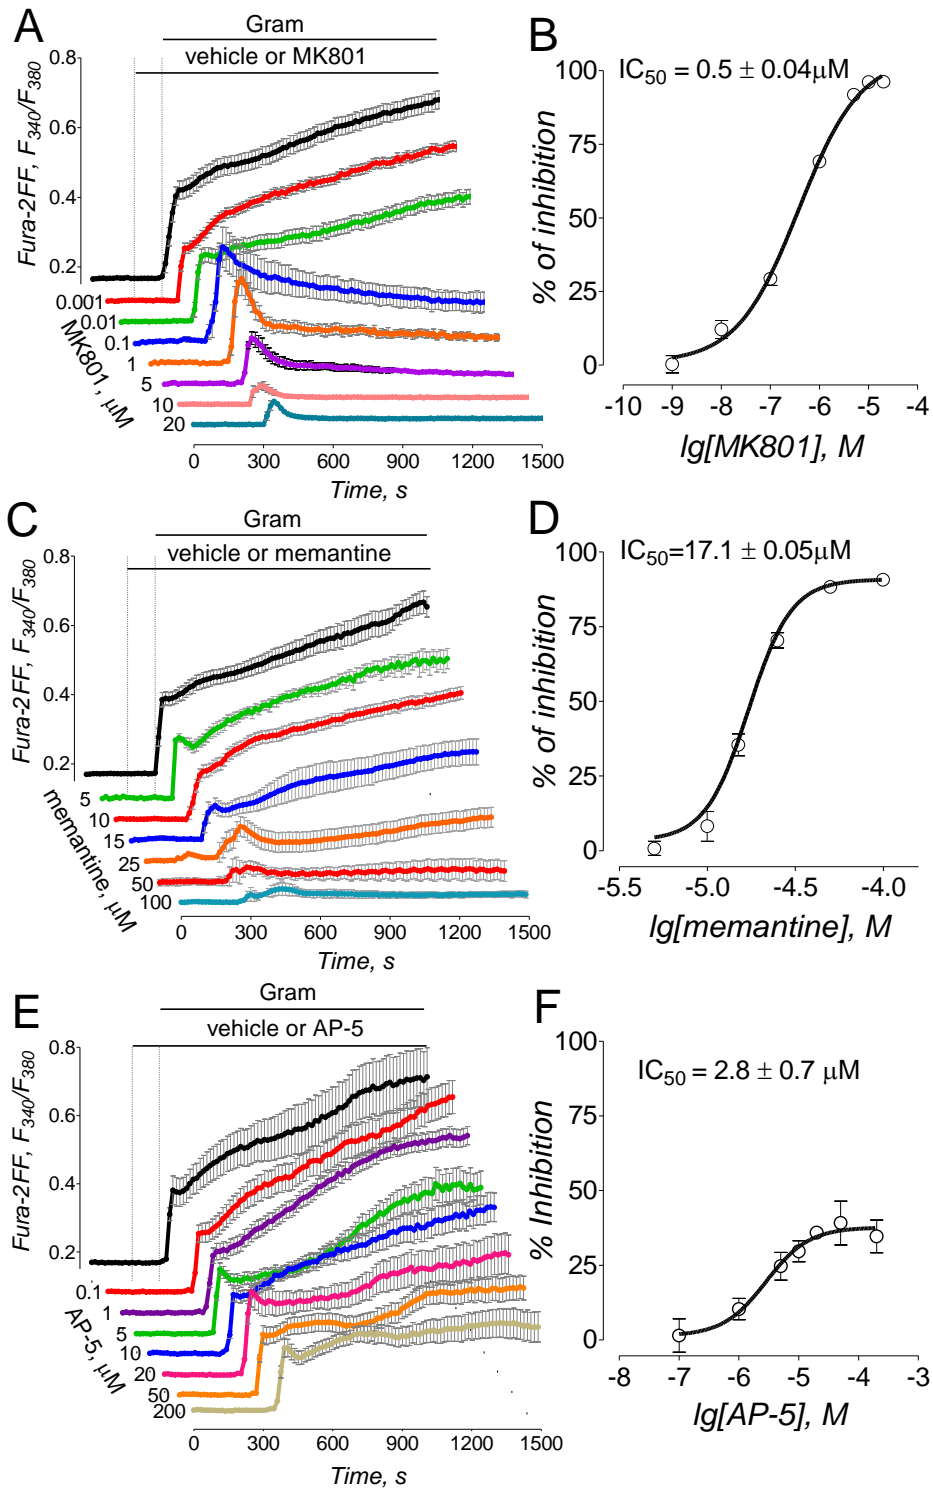 A
Gram
vehicle or MK801
0.8
0.6
0.4
0.2
Fura-2FF, F340/F380
0.001
0.01
0.1
1
5
10
20
MK801, μM
0 300 600 900 1200 1500
Time, s
B
IC50 = 0.5 ± 0.04μM
100
75
50
25
0
% of inhibition
-10 -9 -8 -7 -6 -5 -4
lg[MK801], M
C
Gram
vehicle or memantine
0.8
0.6
0.4
0.2
Fura-2FF, F340/F380
5
10
15
25
50
100
memantine, μM
0 300 600 900 1200 1500
Time, s
D
IC50=17.1 ± 0.05μM
100
75
50
25
0
% of inhibition
-5.5 -5.0 -4.5 -4.0
lg[memantine], M
E
Gram
vehicle or AP-5
0.8
0.6
0.4
0.2
Fura-2FF, F340/F380
0.1
1
5
10
20
50
200
AP-5, μM
0 300 600 900 1200 1500
Time, s
F
IC50 = 2.8 ± 0.7 μM
100
75
50
25
0
% Inhibition
-8 -7 -6 -5 -4 -3
lg[AP-5], M